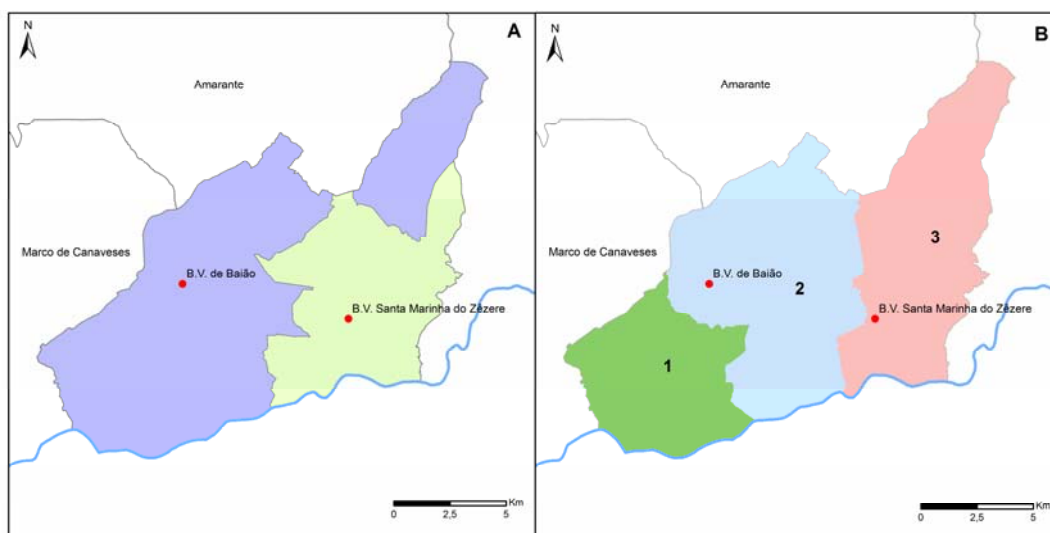 N
A
Amarante
Marco de Canaveses
B.V. de Baião
B.V. Santa Marinha do Zêzere
Km
0 2,5 5
N
B
Amarante
Marco de Canaveses
B.V. de Baião
B.V. Santa Marinha do Zêzere
1
2
3
Km
0 2,5 5